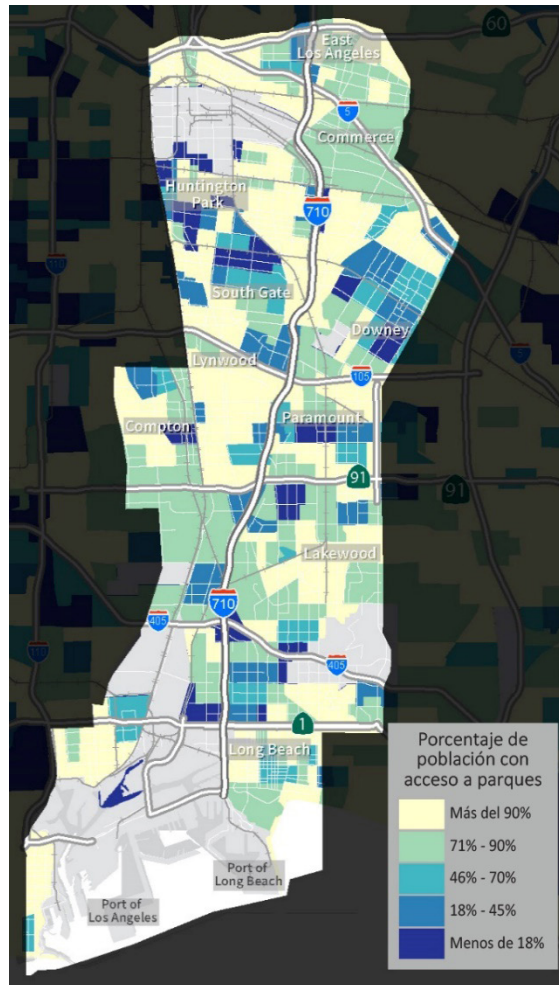 60
East
Los Angeles
5
Commerce
Huntington
Park
710
110
South Gate
Downey
5
Lynwood
105
Compton
Paramount
91
91
Lakewood
710
405
405
110
1
Long Beach
Port of
Long Beach
Port of
Los Angeles
Porcentaje de
población con
acceso a parques
Más del 90%
71% - 90%
46% - 70%
18% - 45%
Menos de 18%